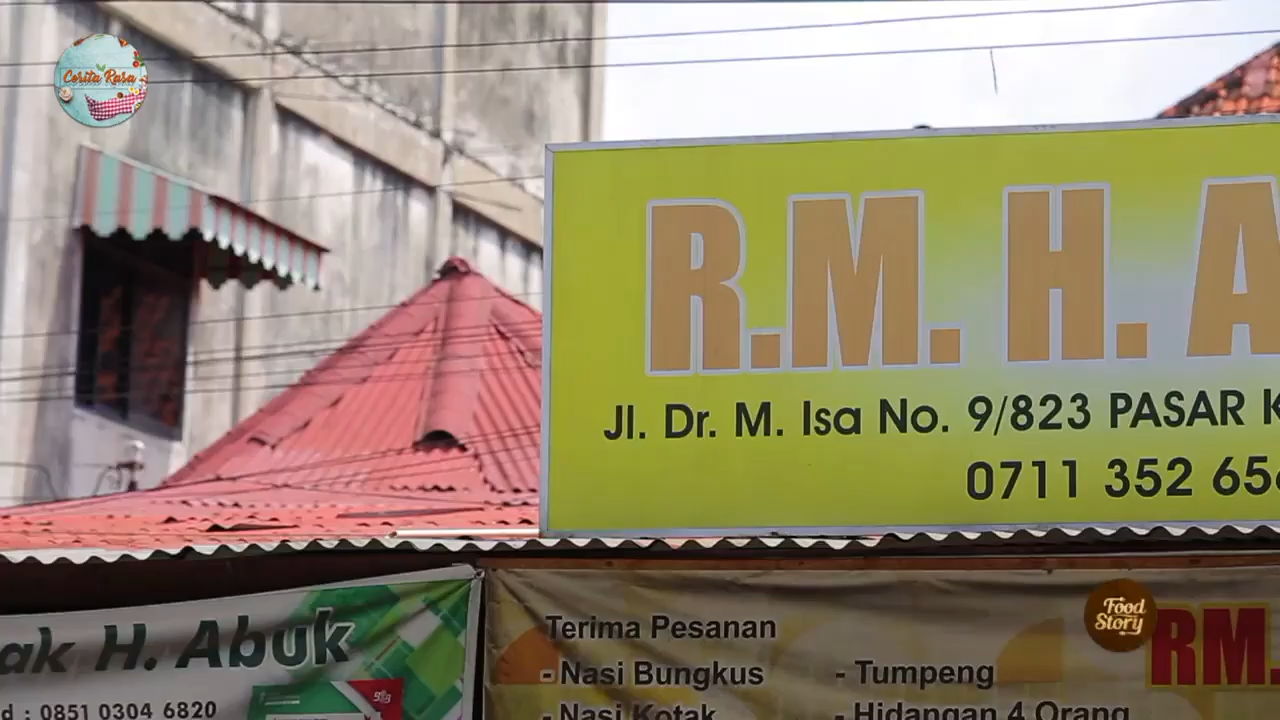 Cerita Rasa
R.M. H. A
Jl. Dr. M. Isa No. 9/823 PASAR K
0711 352 656
ak H. Abuk
d : 0851 0304 6820
Terima Pesanan
- Nasi Bungkus
- Nasi Kotak
- Tumpeng
- Hidangan 4 Orang
Food
Story
RM.